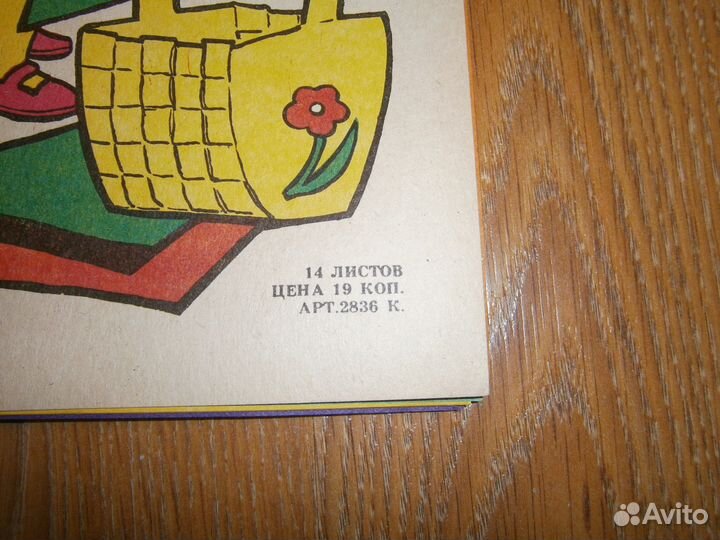 14 ЛИСТОВ
ЦЕНА 19 КОП.
АРТ.2836 К.
Avito